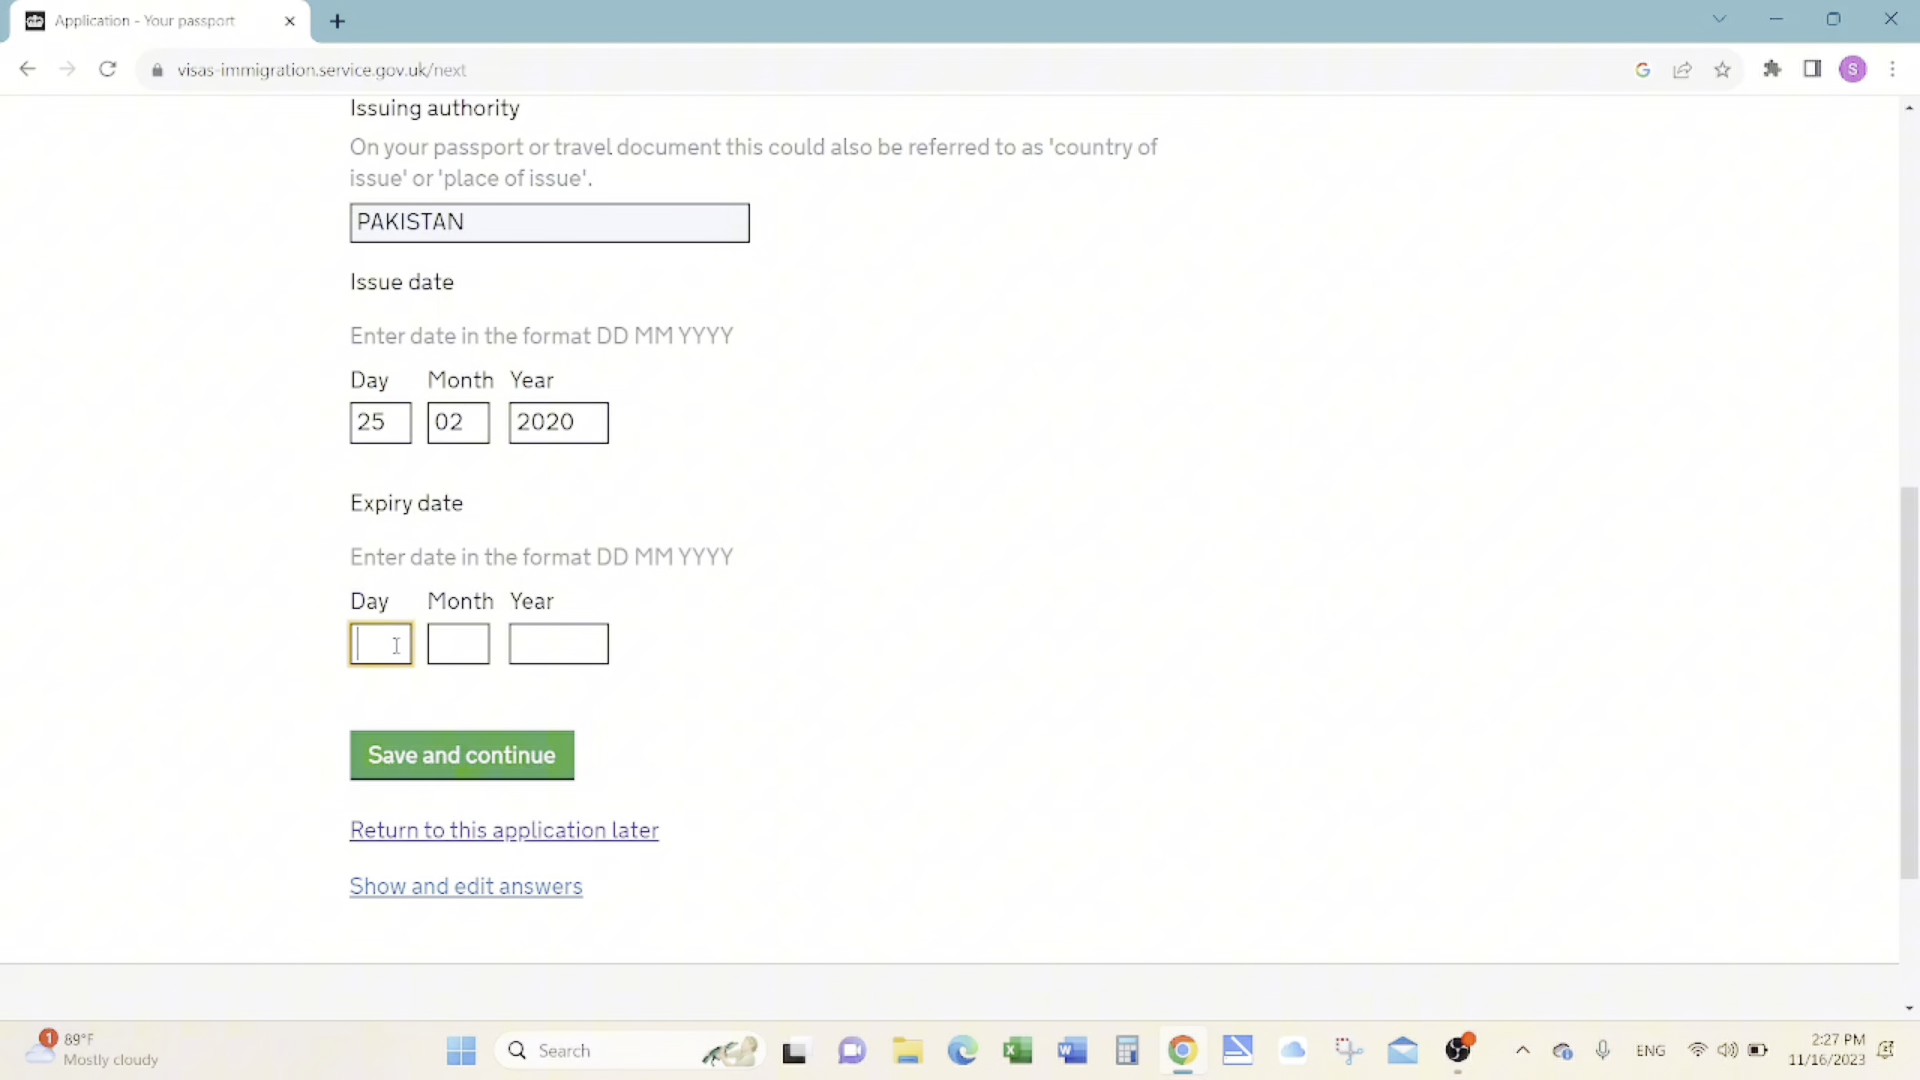 Application - Your passport
visas-immigration.service.gov.uk/next
S
Issuing authority
On your passport or travel document this could also be referred to as 'country of
issue' or 'place of issue'.
PAKISTAN
Issue date
Enter date in the format DD MM YYYY
Day Month Year
25 02 2020
Expiry date
Enter date in the format DD MM YYYY
Day Month Year
Save and continue
Return to this application later
Show and edit answers
1 89°F
Mostly cloudy
Search
ENG
2:27 PM
11/16/2023